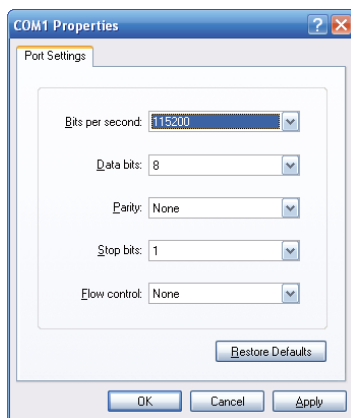 COM1 Properties
Port Settings
Bits per second: 115200
Data bits: 8
Parity: None
Stop bits: 1
Flow control: None
Restore Defaults
OK Cancel Apply